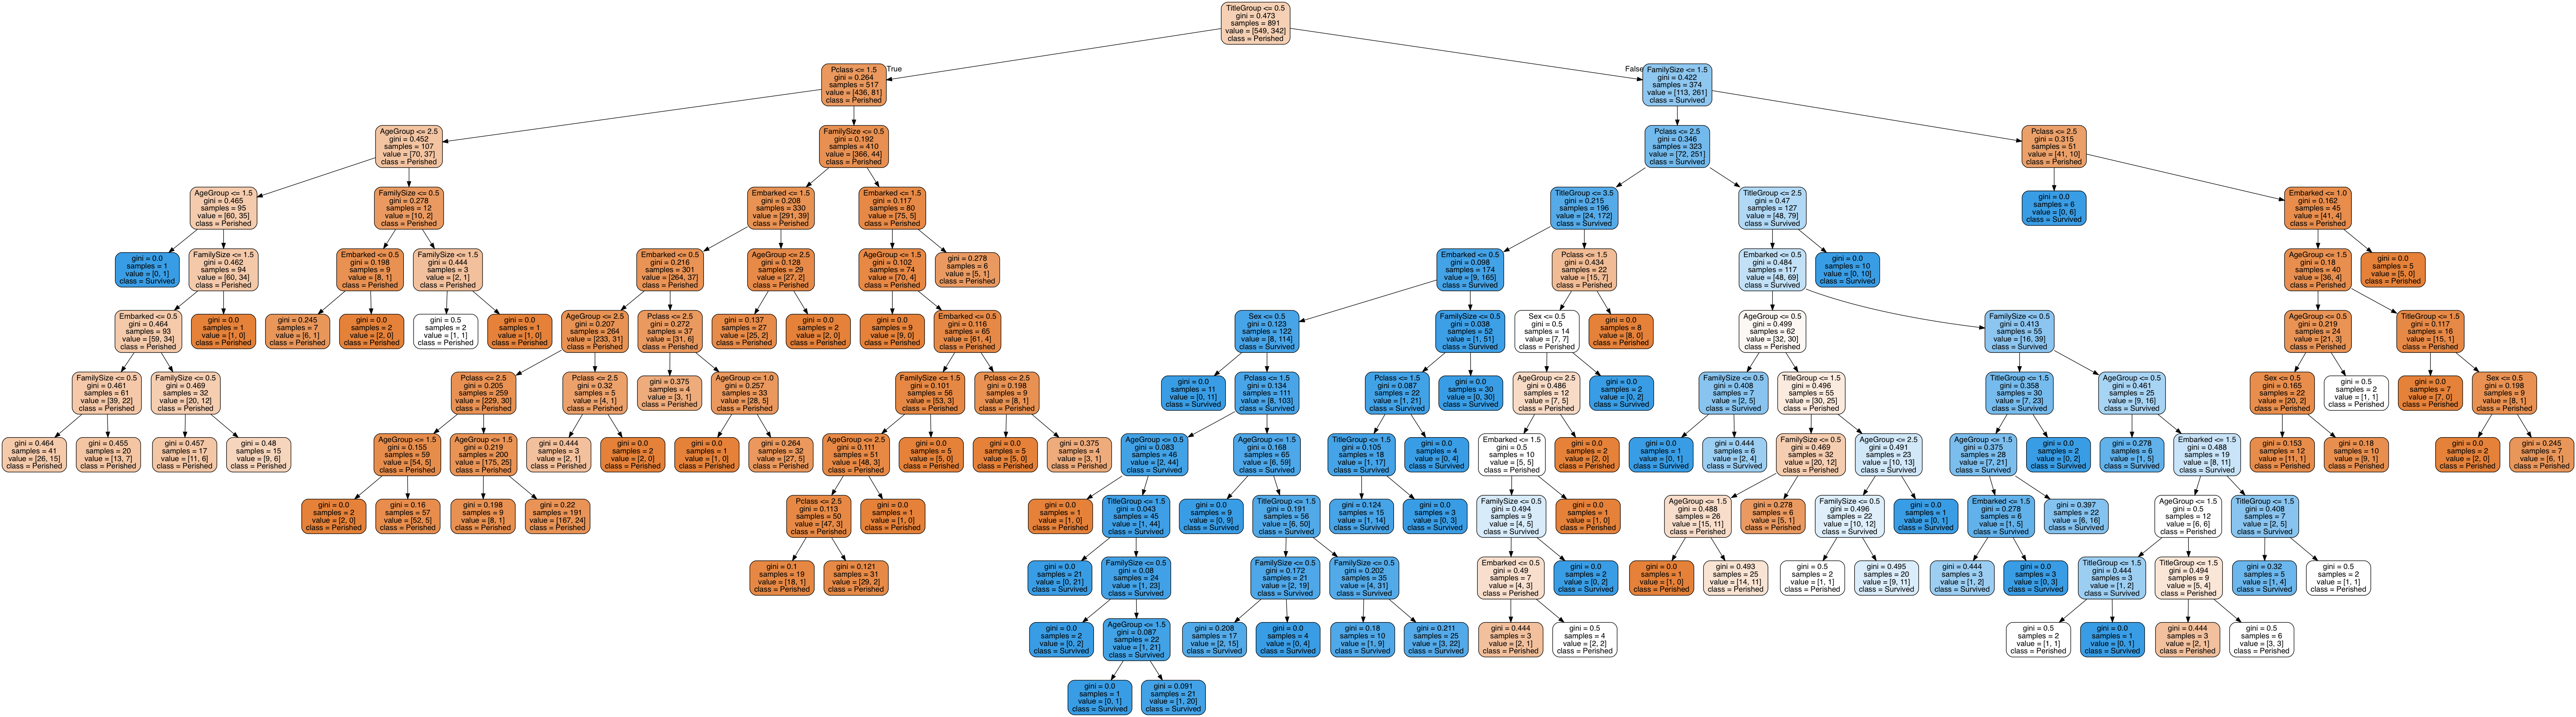 TitleGroup <= 0.5
gini = 0.473
samples = 891
value = [549, 342]
class = Perished
True
False
Pclass <= 1.5
gini = 0.264
samples = 517
value = [436, 81]
class = Perished
FamilySize <= 1.5
gini = 0.422
samples = 374
value = [113, 261]
class = Survived
AgeGroup <= 2.5
gini = 0.452
samples = 107
value = [70, 37]
class = Perished
FamilySize <= 0.5
gini = 0.192
samples = 410
value = [366, 44]
class = Perished
Pclass <= 2.5
gini = 0.346
samples = 323
value = [72, 251]
class = Survived
Pclass <= 2.5
gini = 0.315
samples = 51
value = [41, 10]
class = Perished
AgeGroup <= 1.5
gini = 0.465
samples = 95
value = [60, 35]
class = Perished
FamilySize <= 0.5
gini = 0.278
samples = 12
value = [10, 2]
class = Perished
Embarked <= 1.5
gini = 0.208
samples = 330
value = [291, 39]
class = Perished
Embarked <= 1.5
gini = 0.117
samples = 80
value = [75, 5]
class = Perished
TitleGroup <= 3.5
gini = 0.215
samples = 196
value = [24, 172]
class = Survived
TitleGroup <= 2.5
gini = 0.47
samples = 127
value = [48, 79]
class = Survived
gini = 0.0
samples = 6
value = [0, 6]
class = Survived
Embarked <= 1.0
gini = 0.162
samples = 45
value = [41, 4]
class = Perished
gini = 0.0
samples = 1
value = [0, 1]
class = Survived
FamilySize <= 1.5
gini = 0.462
samples = 94
value = [60, 34]
class = Perished
Embarked <= 0.5
gini = 0.198
samples = 9
value = [8, 1]
class = Perished
FamilySize <= 1.5
gini = 0.444
samples = 3
value = [2, 1]
class = Perished
Embarked <= 0.5
gini = 0.216
samples = 301
value = [264, 37]
class = Perished
AgeGroup <= 2.5
gini = 0.128
samples = 29
value = [27, 2]
class = Perished
AgeGroup <= 1.5
gini = 0.102
samples = 74
value = [70, 4]
class = Perished
gini = 0.278
samples = 6
value = [5, 1]
class = Perished
Embarked <= 0.5
gini = 0.098
samples = 174
value = [9, 165]
class = Survived
Pclass <= 1.5
gini = 0.434
samples = 22
value = [15, 7]
class = Perished
Embarked <= 0.5
gini = 0.484
samples = 117
value = [48, 69]
class = Survived
gini = 0.0
samples = 10
value = [0, 10]
class = Survived
AgeGroup <= 1.5
gini = 0.18
samples = 40
value = [36, 4]
class = Perished
gini = 0.0
samples = 5
value = [5, 0]
class = Perished
Embarked <= 0.5
gini = 0.464
samples = 93
value = [59, 34]
class = Perished
gini = 0.0
samples = 1
value = [1, 0]
class = Perished
gini = 0.245
samples = 7
value = [6, 1]
class = Perished
gini = 0.0
samples = 2
value = [2, 0]
class = Perished
gini = 0.5
samples = 2
value = [1, 1]
class = Perished
gini = 0.0
samples = 1
value = [1, 0]
class = Perished
AgeGroup <= 2.5
gini = 0.207
samples = 264
value = [233, 31]
class = Perished
Pclass <= 2.5
gini = 0.272
samples = 37
value = [31, 6]
class = Perished
gini = 0.137
samples = 27
value = [25, 2]
class = Perished
gini = 0.0
samples = 2
value = [2, 0]
class = Perished
gini = 0.0
samples = 9
value = [9, 0]
class = Perished
Embarked <= 0.5
gini = 0.116
samples = 65
value = [61, 4]
class = Perished
Sex <= 0.5
gini = 0.123
samples = 122
value = [8, 114]
class = Survived
FamilySize <= 0.5
gini = 0.038
samples = 52
value = [1, 51]
class = Survived
Sex <= 0.5
gini = 0.5
samples = 14
value = [7, 7]
class = Perished
gini = 0.0
samples = 8
value = [8, 0]
class = Perished
AgeGroup <= 0.5
gini = 0.499
samples = 62
value = [32, 30]
class = Perished
FamilySize <= 0.5
gini = 0.413
samples = 55
value = [16, 39]
class = Survived
AgeGroup <= 0.5
gini = 0.219
samples = 24
value = [21, 3]
class = Perished
TitleGroup <= 1.5
gini = 0.117
samples = 16
value = [15, 1]
class = Perished
FamilySize <= 0.5
gini = 0.461
samples = 61
value = [39, 22]
class = Perished
FamilySize <= 0.5
gini = 0.469
samples = 32
value = [20, 12]
class = Perished
Pclass <= 2.5
gini = 0.205
samples = 259
value = [229, 30]
class = Perished
Pclass <= 2.5
gini = 0.32
samples = 5
value = [4, 1]
class = Perished
gini = 0.375
samples = 4
value = [3, 1]
class = Perished
AgeGroup <= 1.0
gini = 0.257
samples = 33
value = [28, 5]
class = Perished
FamilySize <= 1.5
gini = 0.101
samples = 56
value = [53, 3]
class = Perished
Pclass <= 2.5
gini = 0.198
samples = 9
value = [8, 1]
class = Perished
gini = 0.0
samples = 11
value = [0, 11]
class = Survived
Pclass <= 1.5
gini = 0.134
samples = 111
value = [8, 103]
class = Survived
Pclass <= 1.5
gini = 0.087
samples = 22
value = [1, 21]
class = Survived
gini = 0.0
samples = 30
value = [0, 30]
class = Survived
AgeGroup <= 2.5
gini = 0.486
samples = 12
value = [7, 5]
class = Perished
gini = 0.0
samples = 2
value = [0, 2]
class = Survived
FamilySize <= 0.5
gini = 0.408
samples = 7
value = [2, 5]
class = Survived
TitleGroup <= 1.5
gini = 0.496
samples = 55
value = [30, 25]
class = Perished
TitleGroup <= 1.5
gini = 0.358
samples = 30
value = [7, 23]
class = Survived
AgeGroup <= 0.5
gini = 0.461
samples = 25
value = [9, 16]
class = Survived
Sex <= 0.5
gini = 0.165
samples = 22
value = [20, 2]
class = Perished
gini = 0.5
samples = 2
value = [1, 1]
class = Perished
gini = 0.0
samples = 7
value = [7, 0]
class = Perished
Sex <= 0.5
gini = 0.198
samples = 9
value = [8, 1]
class = Perished
gini = 0.464
samples = 41
value = [26, 15]
class = Perished
gini = 0.455
samples = 20
value = [13, 7]
class = Perished
gini = 0.457
samples = 17
value = [11, 6]
class = Perished
gini = 0.48
samples = 15
value = [9, 6]
class = Perished
AgeGroup <= 1.5
gini = 0.155
samples = 59
value = [54, 5]
class = Perished
AgeGroup <= 1.5
gini = 0.219
samples = 200
value = [175, 25]
class = Perished
gini = 0.444
samples = 3
value = [2, 1]
class = Perished
gini = 0.0
samples = 2
value = [2, 0]
class = Perished
gini = 0.0
samples = 1
value = [1, 0]
class = Perished
gini = 0.264
samples = 32
value = [27, 5]
class = Perished
AgeGroup <= 2.5
gini = 0.111
samples = 51
value = [48, 3]
class = Perished
gini = 0.0
samples = 5
value = [5, 0]
class = Perished
gini = 0.0
samples = 5
value = [5, 0]
class = Perished
gini = 0.375
samples = 4
value = [3, 1]
class = Perished
AgeGroup <= 0.5
gini = 0.083
samples = 46
value = [2, 44]
class = Survived
AgeGroup <= 1.5
gini = 0.168
samples = 65
value = [6, 59]
class = Survived
TitleGroup <= 1.5
gini = 0.105
samples = 18
value = [1, 17]
class = Survived
gini = 0.0
samples = 4
value = [0, 4]
class = Survived
Embarked <= 1.5
gini = 0.5
samples = 10
value = [5, 5]
class = Perished
gini = 0.0
samples = 2
value = [2, 0]
class = Perished
gini = 0.0
samples = 1
value = [0, 1]
class = Survived
gini = 0.444
samples = 6
value = [2, 4]
class = Survived
FamilySize <= 0.5
gini = 0.469
samples = 32
value = [20, 12]
class = Perished
AgeGroup <= 2.5
gini = 0.491
samples = 23
value = [10, 13]
class = Survived
AgeGroup <= 1.5
gini = 0.375
samples = 28
value = [7, 21]
class = Survived
gini = 0.0
samples = 2
value = [0, 2]
class = Survived
gini = 0.278
samples = 6
value = [1, 5]
class = Survived
Embarked <= 1.5
gini = 0.488
samples = 19
value = [8, 11]
class = Survived
gini = 0.153
samples = 12
value = [11, 1]
class = Perished
gini = 0.18
samples = 10
value = [9, 1]
class = Perished
gini = 0.0
samples = 2
value = [2, 0]
class = Perished
gini = 0.245
samples = 7
value = [6, 1]
class = Perished
gini = 0.0
samples = 2
value = [2, 0]
class = Perished
gini = 0.16
samples = 57
value = [52, 5]
class = Perished
gini = 0.198
samples = 9
value = [8, 1]
class = Perished
gini = 0.22
samples = 191
value = [167, 24]
class = Perished
Pclass <= 2.5
gini = 0.113
samples = 50
value = [47, 3]
class = Perished
gini = 0.0
samples = 1
value = [1, 0]
class = Perished
gini = 0.0
samples = 1
value = [1, 0]
class = Perished
TitleGroup <= 1.5
gini = 0.043
samples = 45
value = [1, 44]
class = Survived
gini = 0.0
samples = 9
value = [0, 9]
class = Survived
TitleGroup <= 1.5
gini = 0.191
samples = 56
value = [6, 50]
class = Survived
gini = 0.124
samples = 15
value = [1, 14]
class = Survived
gini = 0.0
samples = 3
value = [0, 3]
class = Survived
FamilySize <= 0.5
gini = 0.494
samples = 9
value = [4, 5]
class = Survived
gini = 0.0
samples = 1
value = [1, 0]
class = Perished
AgeGroup <= 1.5
gini = 0.488
samples = 26
value = [15, 11]
class = Perished
gini = 0.278
samples = 6
value = [5, 1]
class = Perished
FamilySize <= 0.5
gini = 0.496
samples = 22
value = [10, 12]
class = Survived
gini = 0.0
samples = 1
value = [0, 1]
class = Survived
Embarked <= 1.5
gini = 0.278
samples = 6
value = [1, 5]
class = Survived
gini = 0.397
samples = 22
value = [6, 16]
class = Survived
AgeGroup <= 1.5
gini = 0.5
samples = 12
value = [6, 6]
class = Perished
TitleGroup <= 1.5
gini = 0.408
samples = 7
value = [2, 5]
class = Survived
gini = 0.1
samples = 19
value = [18, 1]
class = Perished
gini = 0.121
samples = 31
value = [29, 2]
class = Perished
gini = 0.0
samples = 21
value = [0, 21]
class = Survived
FamilySize <= 0.5
gini = 0.08
samples = 24
value = [1, 23]
class = Survived
FamilySize <= 0.5
gini = 0.172
samples = 21
value = [2, 19]
class = Survived
FamilySize <= 0.5
gini = 0.202
samples = 35
value = [4, 31]
class = Survived
Embarked <= 0.5
gini = 0.49
samples = 7
value = [4, 3]
class = Perished
gini = 0.0
samples = 2
value = [0, 2]
class = Survived
gini = 0.0
samples = 1
value = [1, 0]
class = Perished
gini = 0.493
samples = 25
value = [14, 11]
class = Perished
gini = 0.5
samples = 2
value = [1, 1]
class = Perished
gini = 0.495
samples = 20
value = [9, 11]
class = Survived
gini = 0.444
samples = 3
value = [1, 2]
class = Survived
gini = 0.0
samples = 3
value = [0, 3]
class = Survived
TitleGroup <= 1.5
gini = 0.444
samples = 3
value = [1, 2]
class = Survived
TitleGroup <= 1.5
gini = 0.494
samples = 9
value = [5, 4]
class = Perished
gini = 0.32
samples = 5
value = [1, 4]
class = Survived
gini = 0.5
samples = 2
value = [1, 1]
class = Perished
gini = 0.0
samples = 2
value = [0, 2]
class = Survived
AgeGroup <= 1.5
gini = 0.087
samples = 22
value = [1, 21]
class = Survived
gini = 0.208
samples = 17
value = [2, 15]
class = Survived
gini = 0.0
samples = 4
value = [0, 4]
class = Survived
gini = 0.18
samples = 10
value = [1, 9]
class = Survived
gini = 0.211
samples = 25
value = [3, 22]
class = Survived
gini = 0.444
samples = 3
value = [2, 1]
class = Perished
gini = 0.5
samples = 4
value = [2, 2]
class = Perished
gini = 0.5
samples = 2
value = [1, 1]
class = Perished
gini = 0.0
samples = 1
value = [0, 1]
class = Survived
gini = 0.444
samples = 3
value = [2, 1]
class = Perished
gini = 0.5
samples = 6
value = [3, 3]
class = Perished
gini = 0.0
samples = 1
value = [0, 1]
class = Survived
gini = 0.091
samples = 21
value = [1, 20]
class = Survived